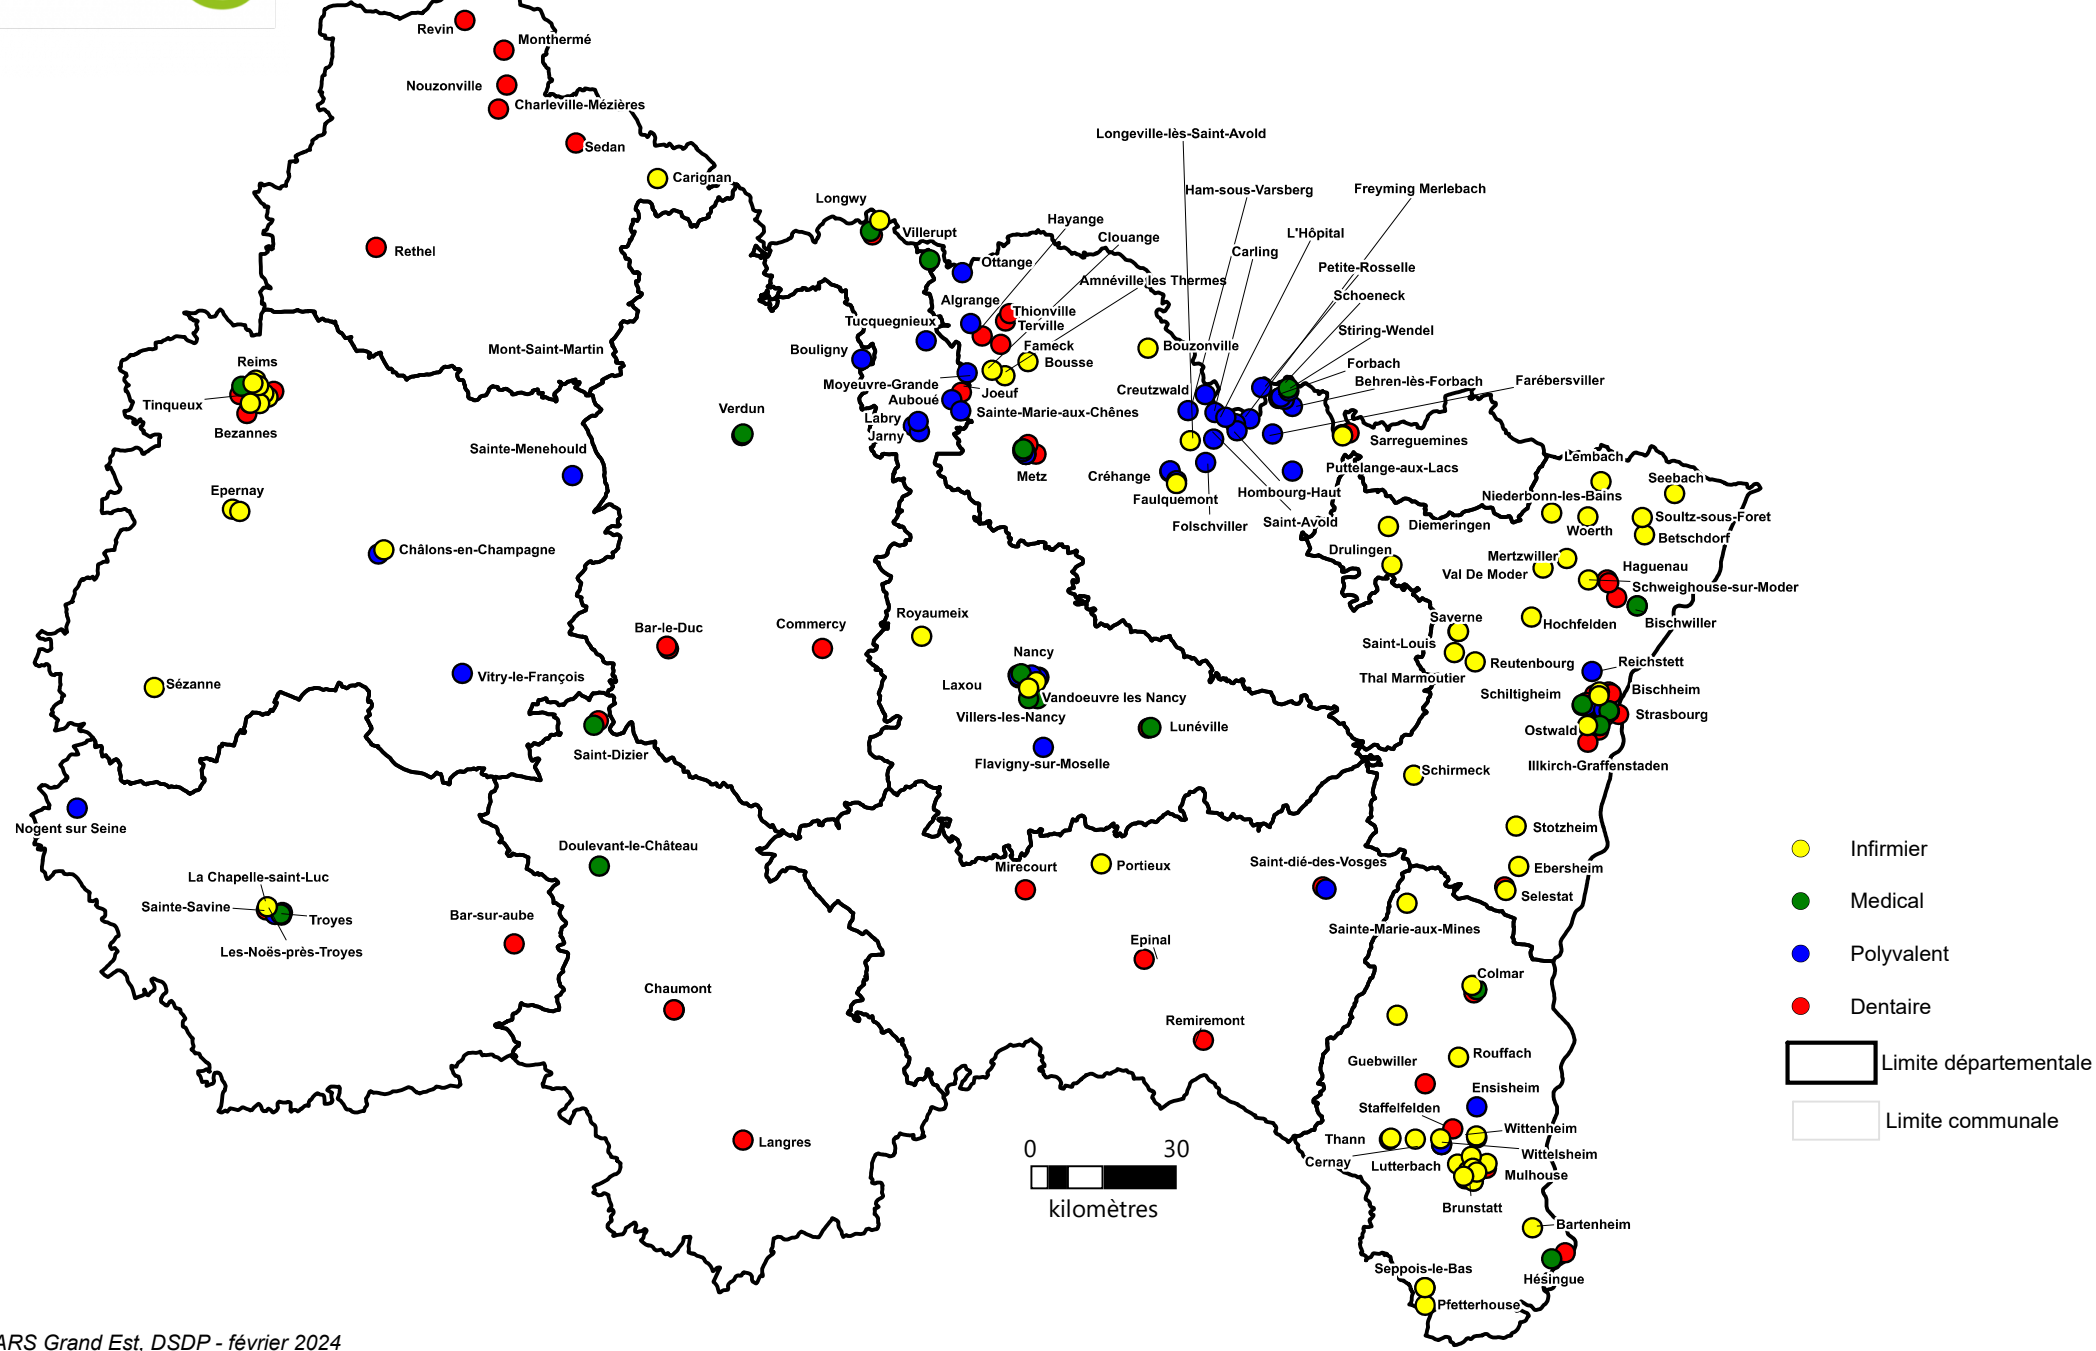 Revin
Monthermé
Nouzonville
Charleville-Mézières
Sedan
Carignan
Rethel
Longeville-lès-Saint-Avold
Ham-sous-Varsberg
Freyming Merlebach
Longwy
Hayange
Villerupt
Clouange
L'Hôpital
Carling
Ottange
Petite-Rosselle
Amnéville les Thermes
Schoeneck
Algrange
Thionville
Tucquegnieux
Terville
Stiring-Wendel
Mont-Saint-Martin
Bouligny
Fameck
Bouzonville
Bousse
Forbach
Reims
Moyeuvre-Grande
Creutzwald
Behren-lès-Forbach
Farébersviller
Joeuf
Auboué
Tinqueux
Verdun
Sainte-Marie-aux-Chênes
Labry
Bezannes
Jarny
Sarreguemines
Sainte-Menehould
Lembach
Metz
Créhange
Puttelange-aux-Lacs
Seebach
Epernay
Faulquemont
Hombourg-Haut
Niederbonn-les-Bains
Soultz-sous-Foret
Folschviller
Saint-Avold
Diemeringen
Woerth
Betschdorf
Châlons-en-Champagne
Drulingen
Mertzwiller
Haguenau
Val De Moder
Schweighouse-sur-Moder
Royaumeix
Saverne
Hochfelden
Bischwiller
Bar-le-Duc
Commercy
Saint-Louis
Nancy
Reutenbourg
Reichstett
Vitry-le-François
Thal Marmoutier
Sézanne
Laxou
Schiltigheim
Bischheim
Vandoeuvre les Nancy
Villers-les-Nancy
Strasbourg
Lunéville
Ostwald
Saint-Dizier
Flavigny-sur-Moselle
Illkirch-Graffenstaden
Schirmeck
Nogent sur Seine
Stotzheim
Doulevant-le-Château
Mirecourt
Portieux
Saint-dié-des-Vosges
Ebersheim
La Chapelle-saint-Luc
Selestat
Sainte-Savine
Troyes
Bar-sur-aube
Sainte-Marie-aux-Mines
Les-Noës-près-Troyes
Epinal
Colmar
Chaumont
Remiremont
Guebwiller
Rouffach
Ensisheim
Staffelfelden
Wittenheim
Thann
Langres
Wittelsheim
Cernay
Lutterbach
Mulhouse
Brunstatt
Bartenheim
Seppois-le-Bas
Hésingue
Pfetterhouse
Infirmier
Medical
Polyvalent
Dentaire
Limite départementale
Limite communale
0 30
kilomètres
ARS Grand Est, DSDP - février 2024